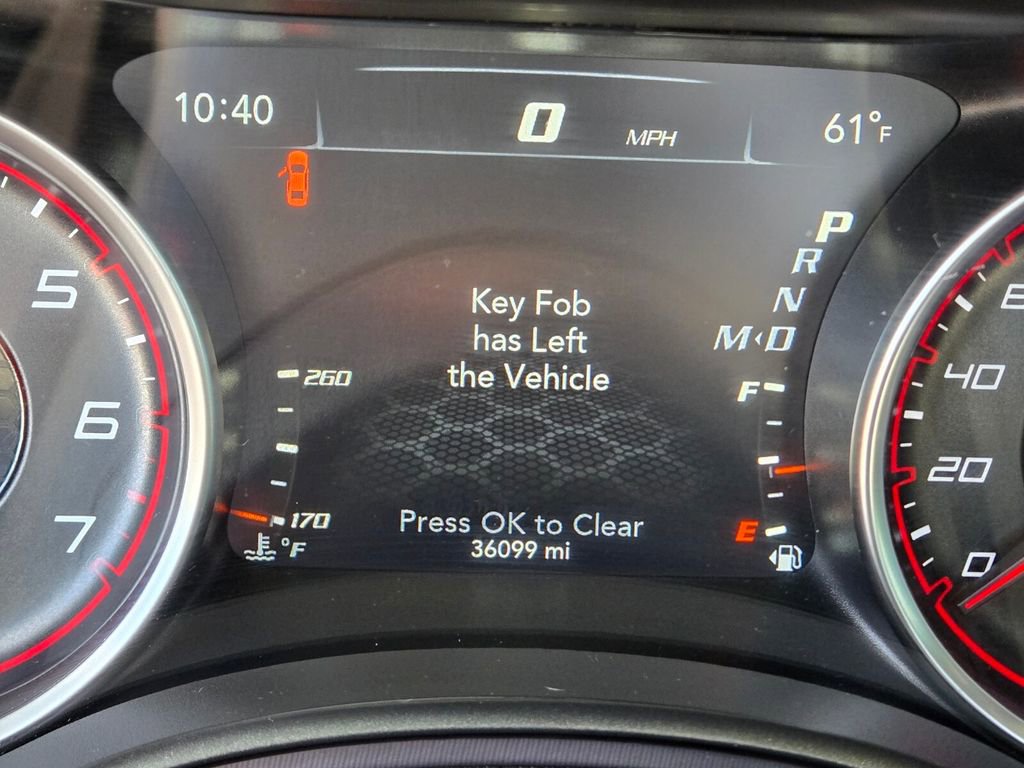 10:40
0 MPH
61°F
P
R
N
M◂D
Key Fob
has Left
the Vehicle
260
F
170
°F
E
Press OK to Clear
36099 mi
5
6
7
40
20
0